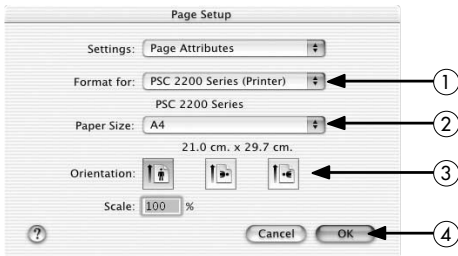 Page Setup
Settings: Page Attributes
Format for: PSC 2200 Series (Printer) 1
PSC 2200 Series
Paper Size: A4 2
21.0 cm. x 29.7 cm.
Orientation: 3
Scale: 100 %
? Cancel OK 4